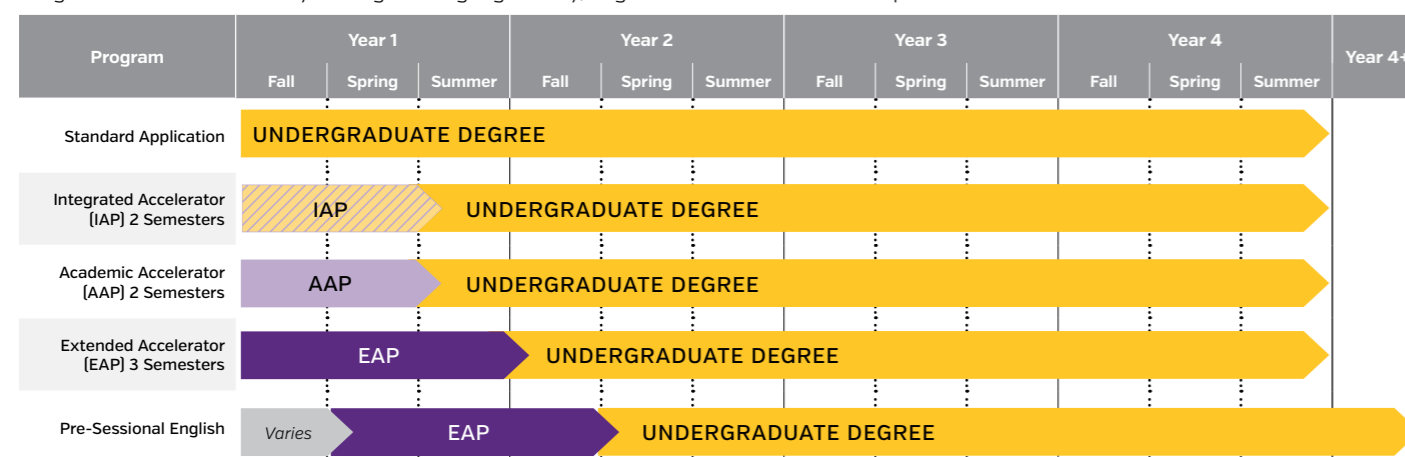 Program
Year 1
Year 2
Year 3
Year 4
Year 4+
Fall
Spring
Summer
Fall
Spring
Summer
Fall
Spring
Summer
Fall
Spring
Summer
Standard Application
UNDERGRADUATE DEGREE
Integrated Accelerator
(IAP) 2 Semesters
IAP
UNDERGRADUATE DEGREE
Academic Accelerator
(AAP) 2 Semesters
AAP
UNDERGRADUATE DEGREE
Extended Accelerator
(EAP) 3 Semesters
EAP
UNDERGRADUATE DEGREE
Pre-Sessional English
Varies
EAP
UNDERGRADUATE DEGREE